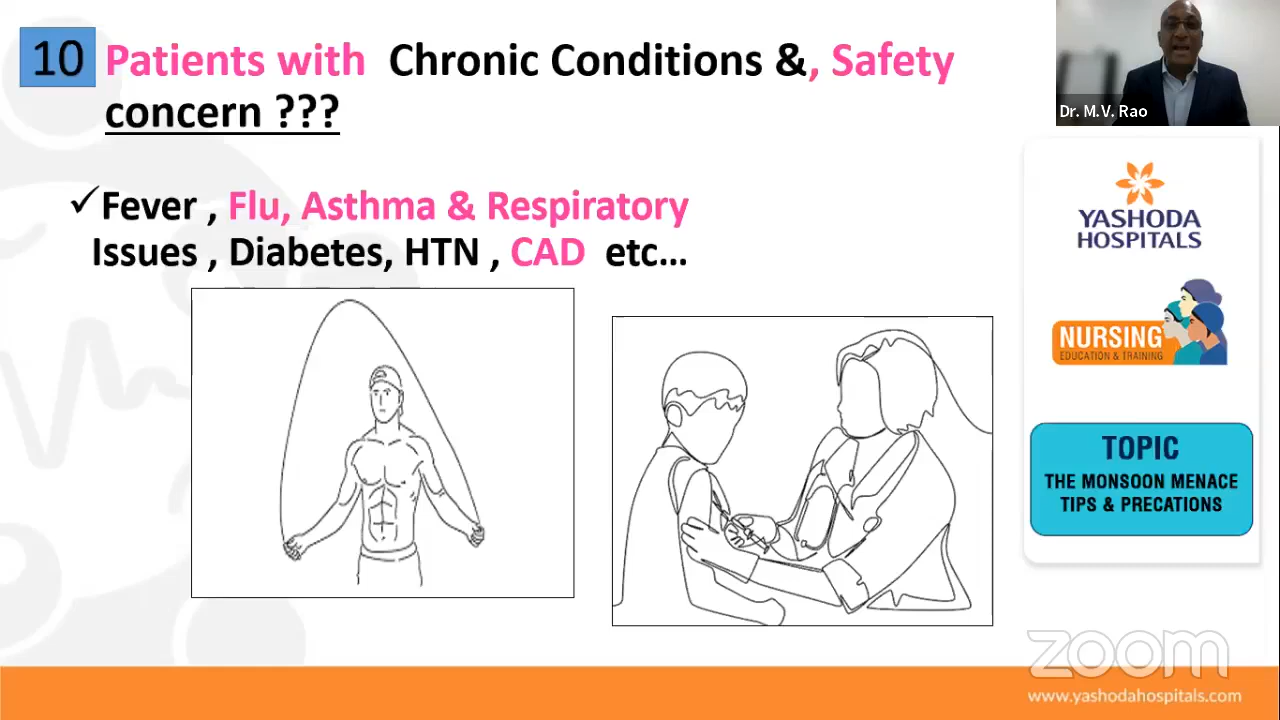 10
Patients with Chronic Conditions &, Safety
concern ???
✓Fever , Flu, Asthma & Respiratory
Issues , Diabetes, HTN , CAD etc...
Dr. M.V. Rao
YASHODA
HOSPITALS
NURSING
EDUCATION & TRAINING
TOPIC
THE MONSOON MENACE
TIPS & PRECATIONS
zoom
www.yashodahospitals.com